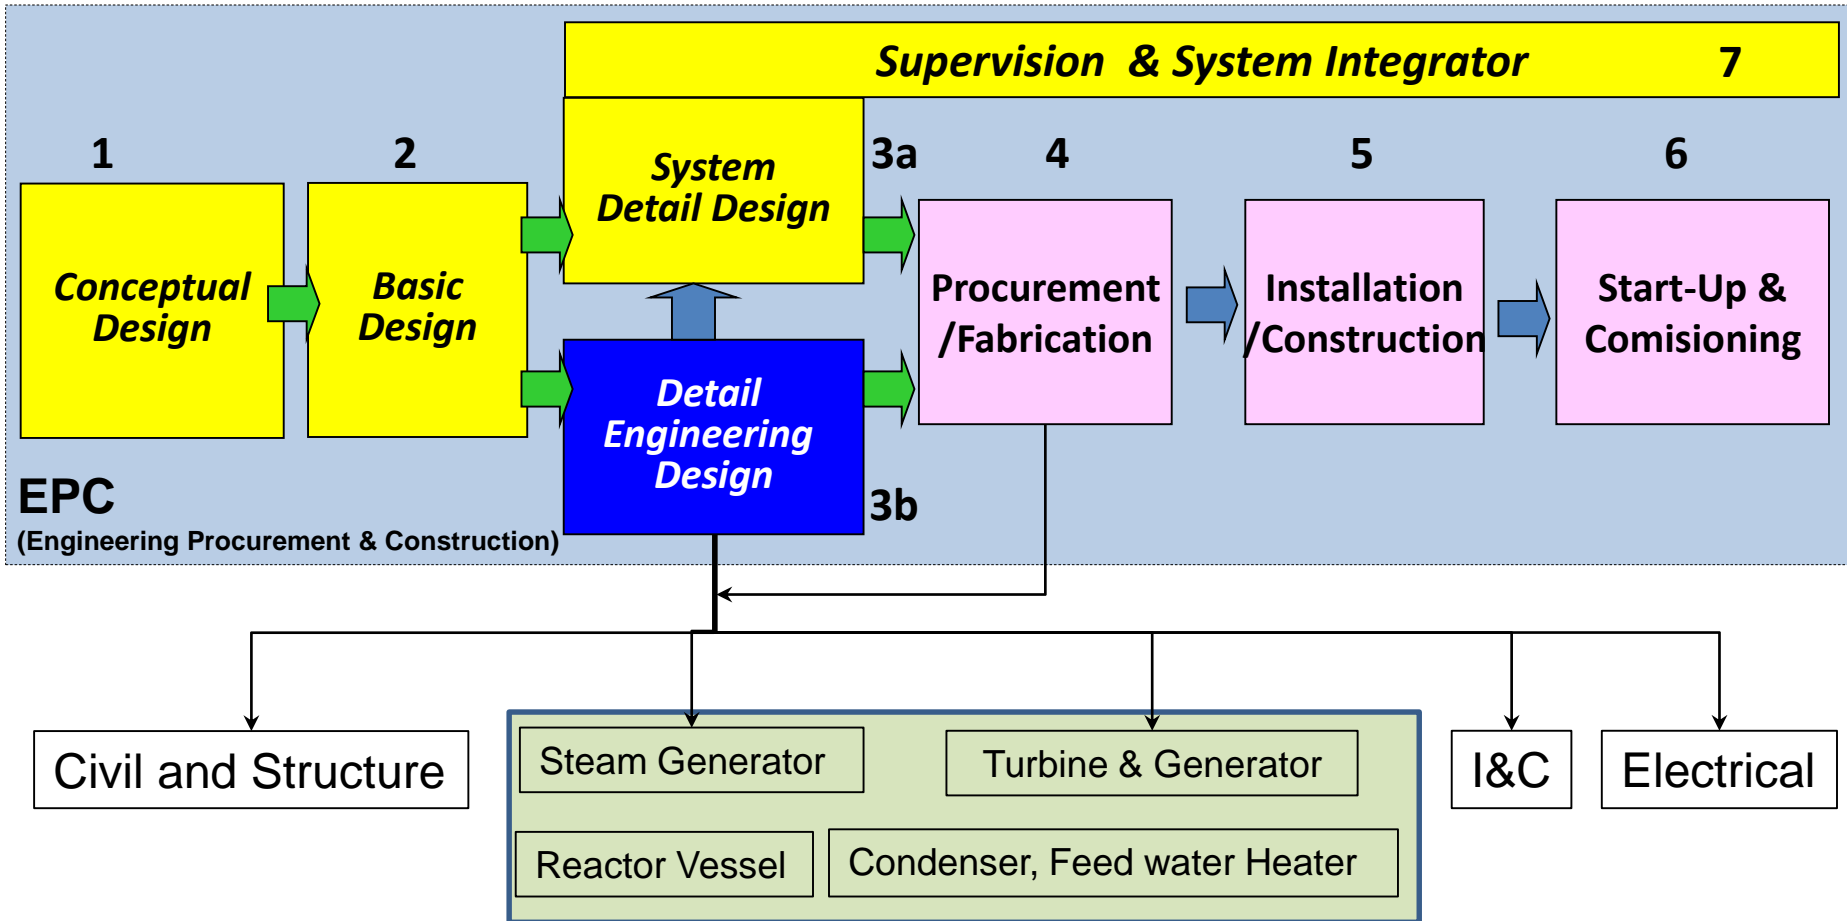 Supervision & System Integrator 7
1
2
3a
4
5
6
Conceptual
Design
Basic
Design
System
Detail Design
Detail
Engineering
Design
3b
Procurement
/Fabrication
Installation
/Construction
Start-Up &
Comisioning
EPC
(Engineering Procurement & Construction)
Civil and Structure
Steam Generator
Turbine & Generator
Reactor Vessel
Condenser, Feed water Heater
I&C
Electrical